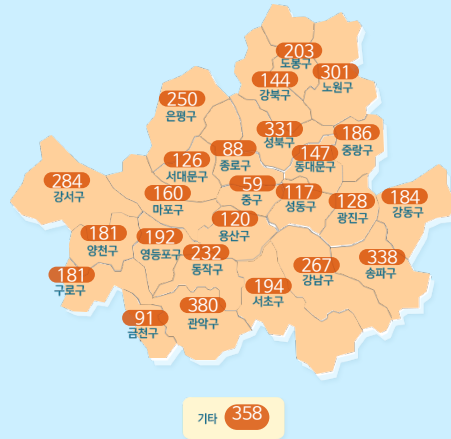 203
도봉구
301
노원구
144
강북구
250
은평구
331
성북구
186
중랑구
88
종로구
147
동대문구
126
서대문구
284
강서구
160
마포구
59
중구
117
성동구
128
광진구
184
강동구
120
용산구
181
양천구
192
영등포구
232
동작구
338
송파구
267
강남구
181
구로구
194
서초구
380
관악구
91
금천구
기타 358